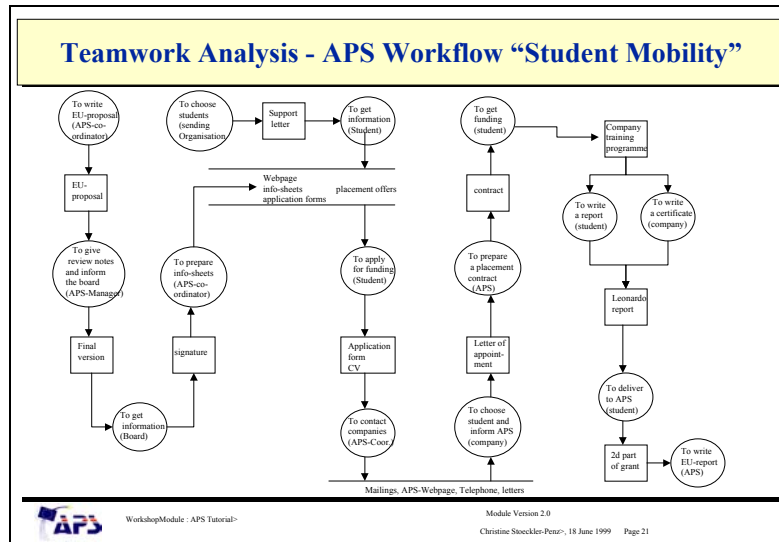 Teamwork Analysis - APS Workflow “Student Mobility”
To write
EU-proposal
(APS-co-
ordinator)
EU-
proposal
To give
review notes
and inform
the board
(APS-Manager)
Final
version
To get
information
(Board)
signature
To prepare
info-sheets
(APS-co-
ordinator)
To choose
students
(sending
Organisation
Support
letter
To get
information
(Student)
Webpage
info-sheets
application forms
placement offers
To apply
for funding
(Student)
Application
form
CV
To contact
companies
(APS-Coor.)
Mailings, APS-Webpage, Telephone, letters
To choose
student and
inform APS
(company)
Letter of
appoint-
ment
To prepare
a placement
contract
(APS)
contract
To get
funding
(student)
Company
training
programme
To write
a report
(student)
To write
a certificate
(company)
Leonardo
report
To deliver
to APS
(student)
2d part
of grant
To write
EU-report
(APS)
APS
WorkshopModule : APS Tutorial>
Module Version 2.0
Christine Stoeckler-Penz>, 18 June 1999 Page 21